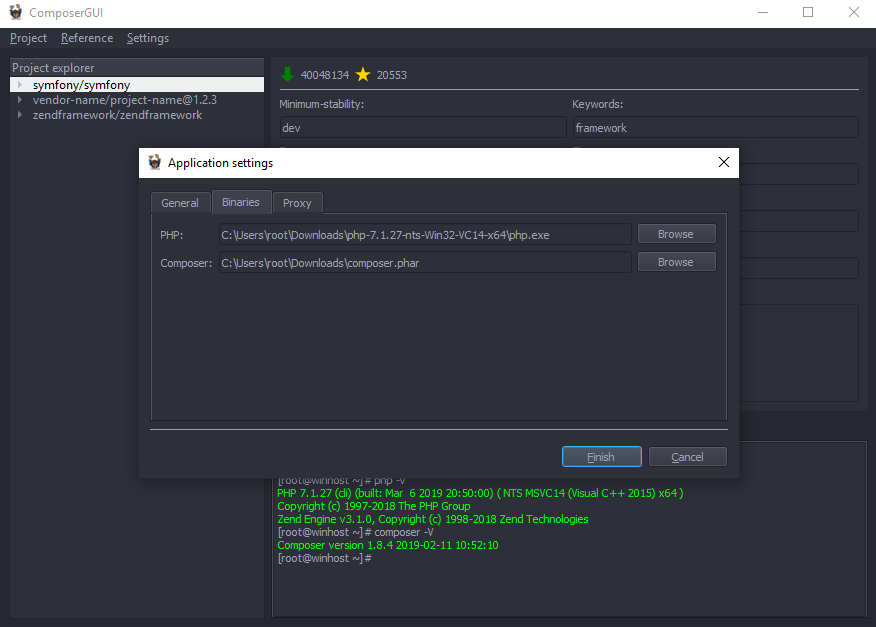 ComposerGUI
Project Reference Settings
Project explorer
symfony/symfony
vendor-name/project-name@1.2.3
zendframework/zendframework
40048134 20553
Minimum-stability: Keywords:
dev framework
Application settings
General Binaries Proxy
PHP: C:\Users\root\Downloads\php-7.1.27-nts-Win32-VC14-x64\php.exe Browse
Composer: C:\Users\root\Downloads\composer.phar Browse
Finish Cancel
[root@winhost ~]# php -v
PHP 7.1.27 (cli) (built: Mar 6 2019 20:50:00) ( NTS MSVC14 (Visual C++ 2015) x64 )
Copyright (c) 1997-2018 The PHP Group
Zend Engine v3.1.0, Copyright (c) 1998-2018 Zend Technologies
[root@winhost ~]# composer -V
Composer version 1.8.4 2019-02-11 10:52:10
[root@winhost ~]#